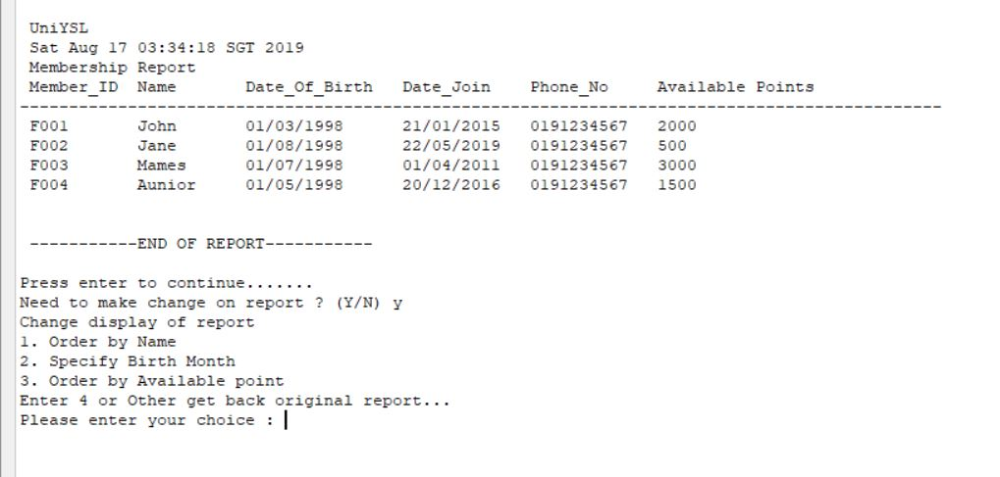 UniYSL
Sat Aug 17 03:34:18 SGT 2019
Membership Report
Member_ID  Name       Date_Of_Birth   Date_Join    Phone_No     Available Points
----------------------------------------------------------------------------------------------
F001       John       01/03/1998      21/01/2015   0191234567   2000
F002       Jane       01/08/1998      22/05/2019   0191234567   500
F003       Mames      01/07/1998      01/04/2011   0191234567   3000
F004       Aunior     01/05/1998      20/12/2016   0191234567   1500
-----------END OF REPORT-----------
Press enter to continue.......
Need to make change on report ? (Y/N) y
Change display of report
1. Order by Name
2. Specify Birth Month
3. Order by Available point
Enter 4 or Other get back original report...
Please enter your choice :